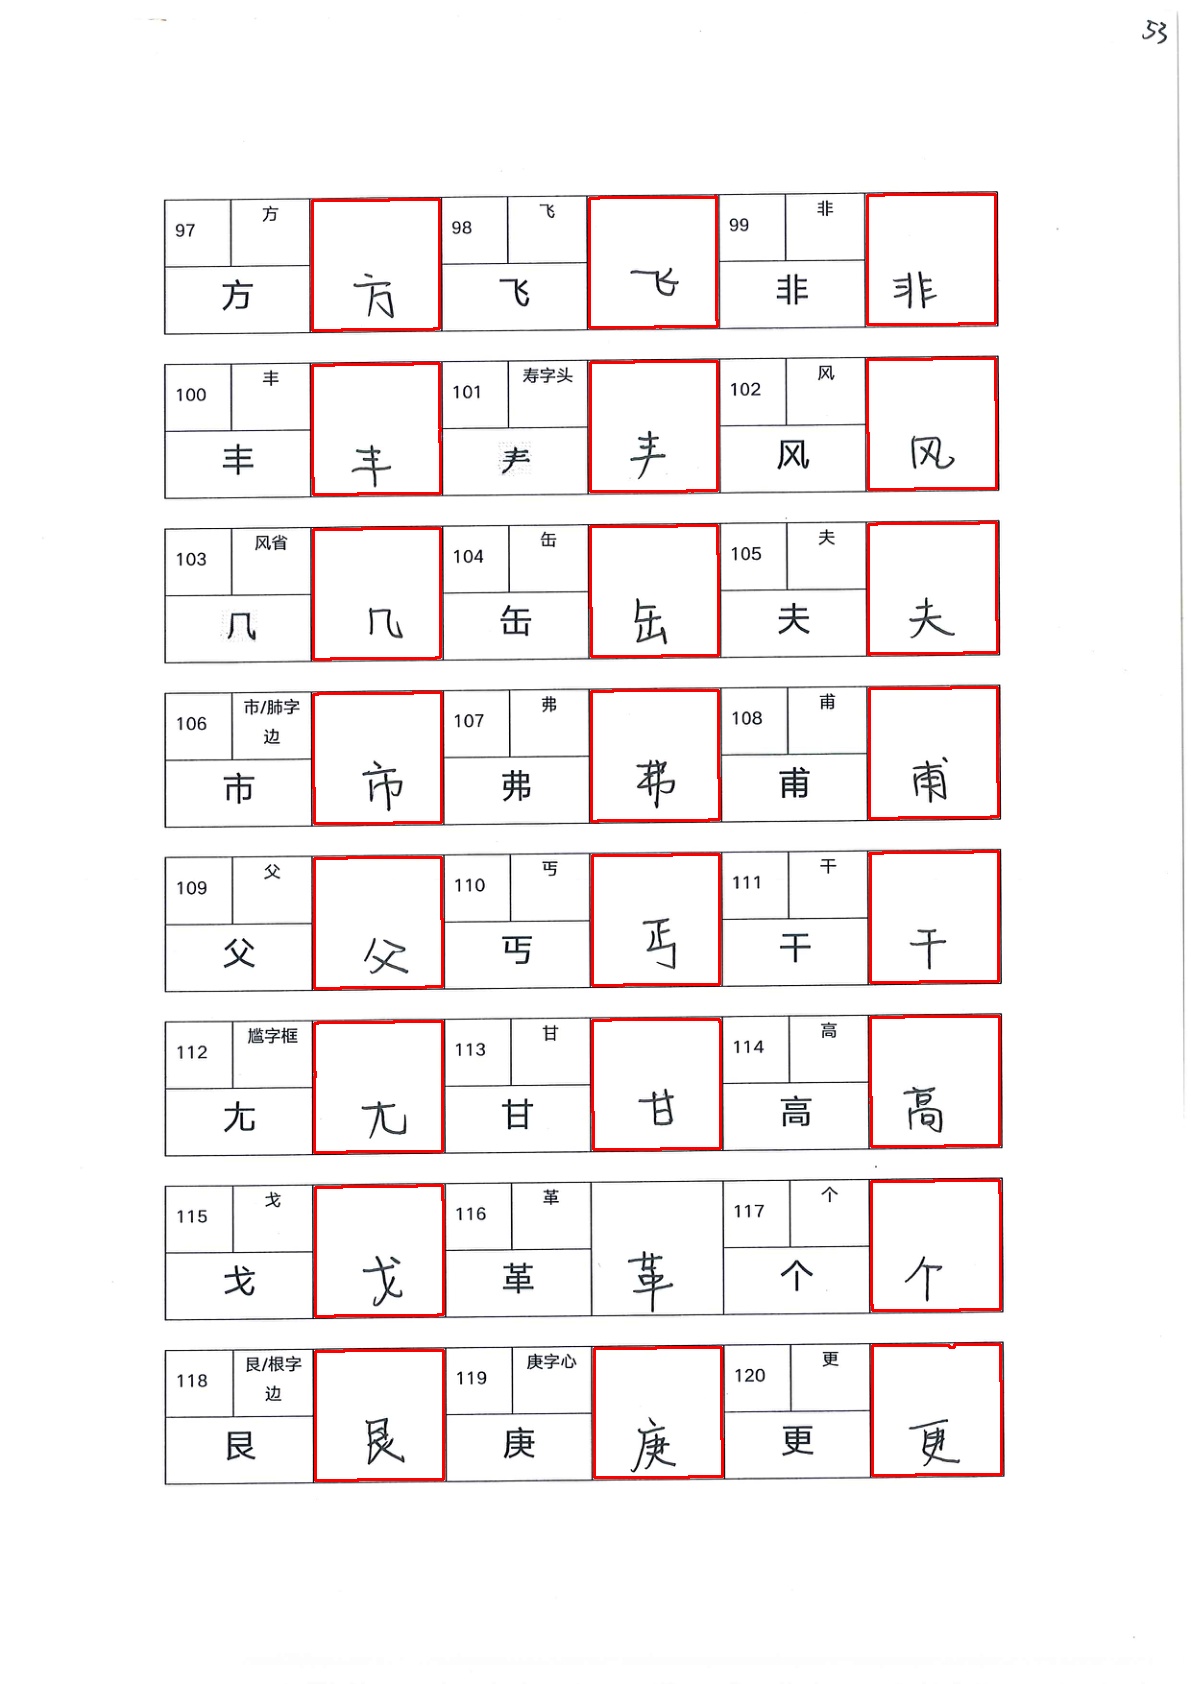 53
97 方 方 方 98 飞 飞 飞 99 非 非 非
100 丰 丰 丰 101 寿字头 龵 龵 102 风 风 风
103 风省 几 几 104 缶 缶 缶 105 夫 夫 夫
106 市/肺字边 市 市 107 弗 弗 弗 108 甫 甫 甫
109 父 父 父 110 丐 丐 丐 111 干 干 干
112 尴字框 尢 尢 113 甘 甘 甘 114 高 高 高
115 戈 戈 戈 116 革 革 革 117 个 个 个
118 艮/根字边 艮 艮 119 庚字心 庚 庚 120 更 更 更